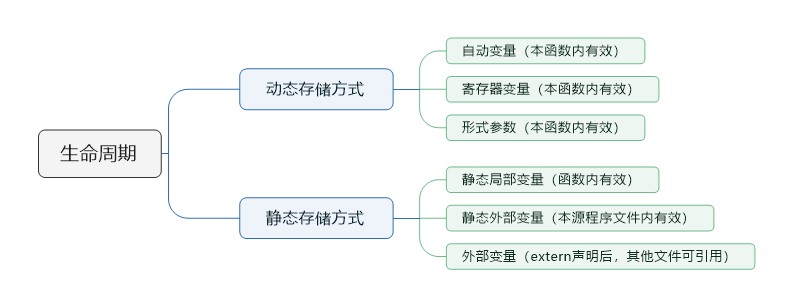 生命周期
动态存储方式
自动变量（本函数内有效）
寄存器变量（本函数内有效）
形式参数（本函数内有效）
静态存储方式
静态局部变量（函数内有效）
静态外部变量（本源程序文件内有效）
外部变量（extern声明后，其他文件可引用）